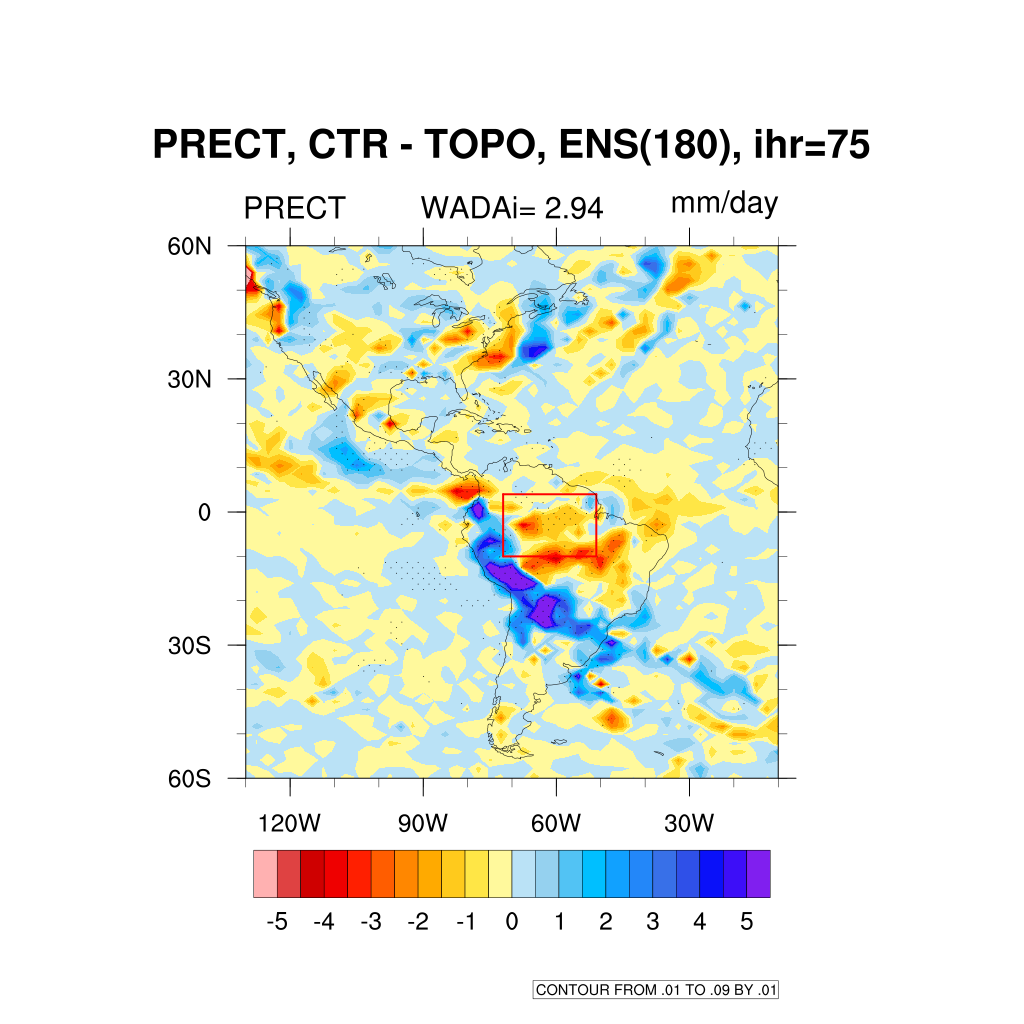 PRECT, CTR - TOPO, ENS(180), ihr=75
PRECT WADAi= 2.94 mm/day
60N
30N
0
30S
60S
120W 90W 60W 30W
-5 -4 -3 -2 -1 0 1 2 3 4 5
CONTOUR FROM .01 TO .09 BY .01